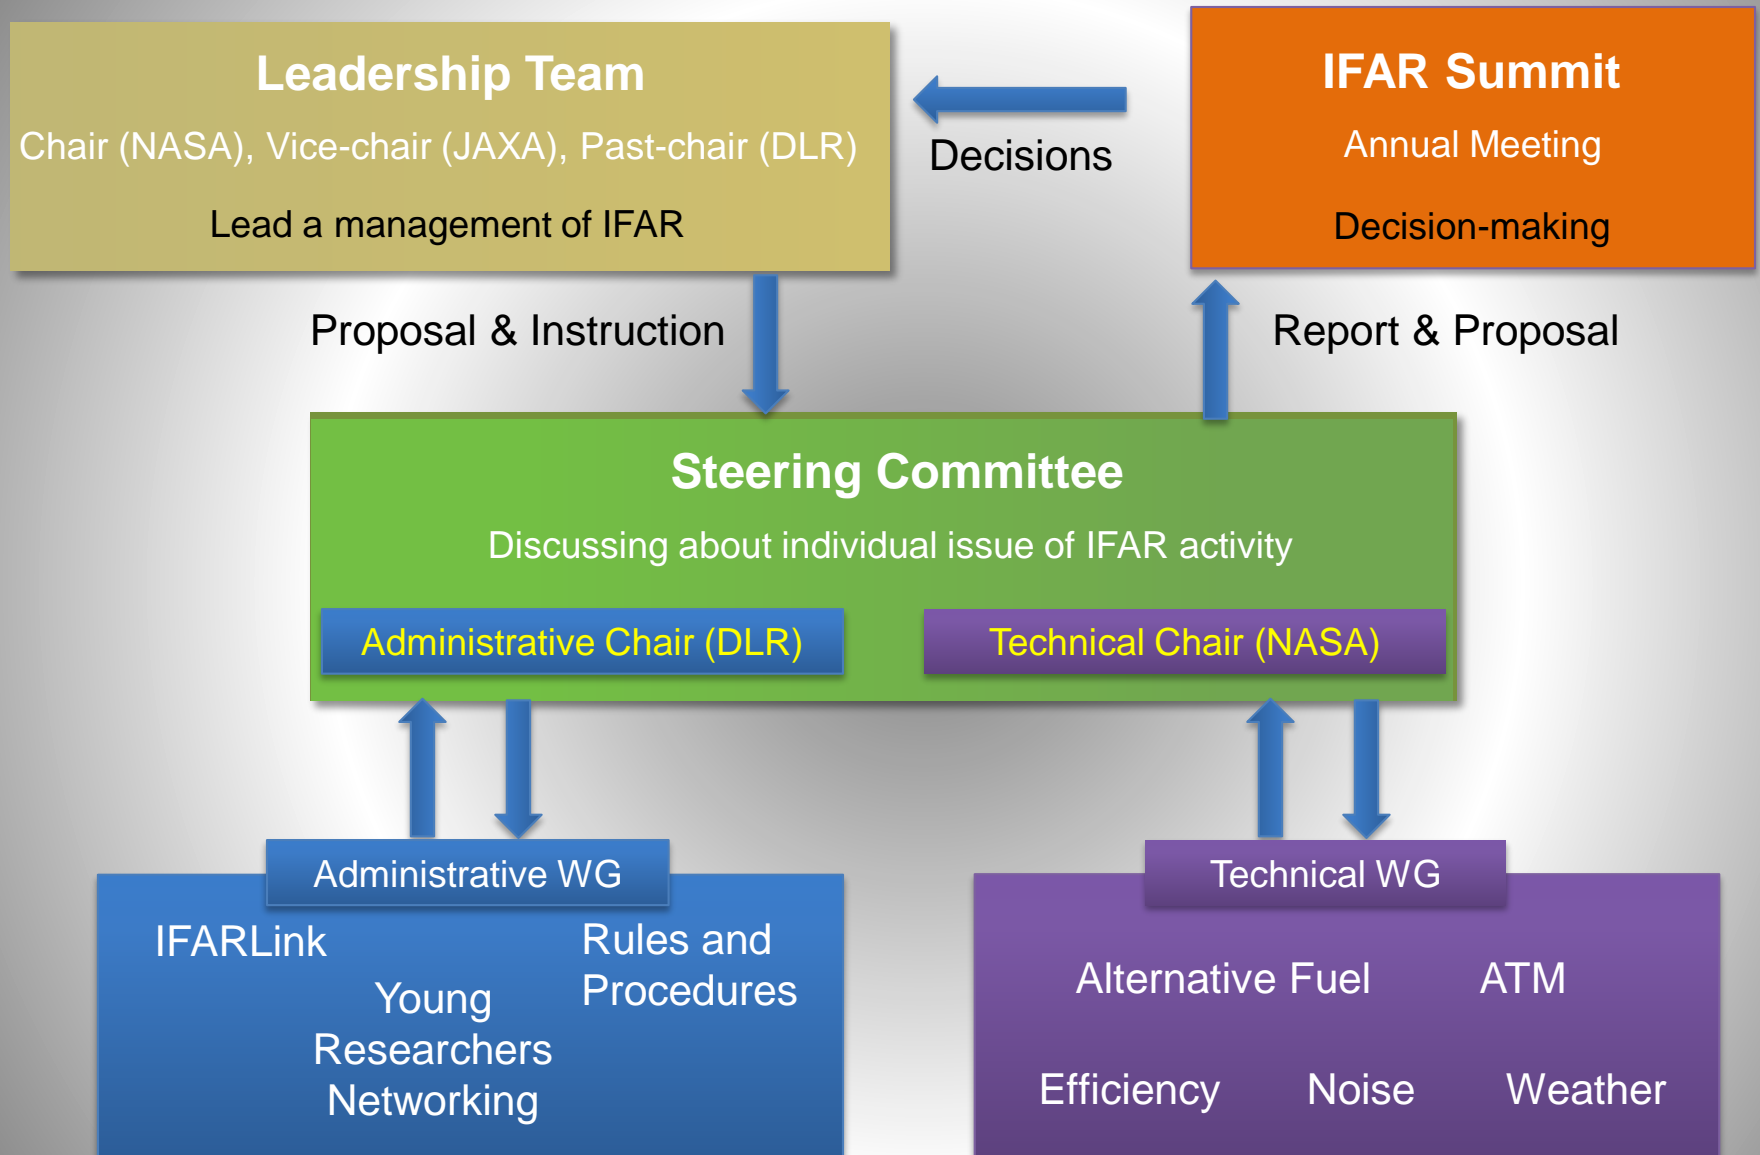 Leadership Team
Chair (NASA), Vice-chair (JAXA), Past-chair (DLR)
Lead a management of IFAR
Decisions
IFAR Summit
Annual Meeting
Decision-making
Proposal & Instruction
Report & Proposal
Steering Committee
Discussing about individual issue of IFAR activity
Administrative Chair (DLR)
Technical Chair (NASA)
Administrative WG
IFARLink
Young
Researchers
Networking
Rules and
Procedures
Technical WG
Alternative Fuel
ATM
Efficiency
Noise
Weather